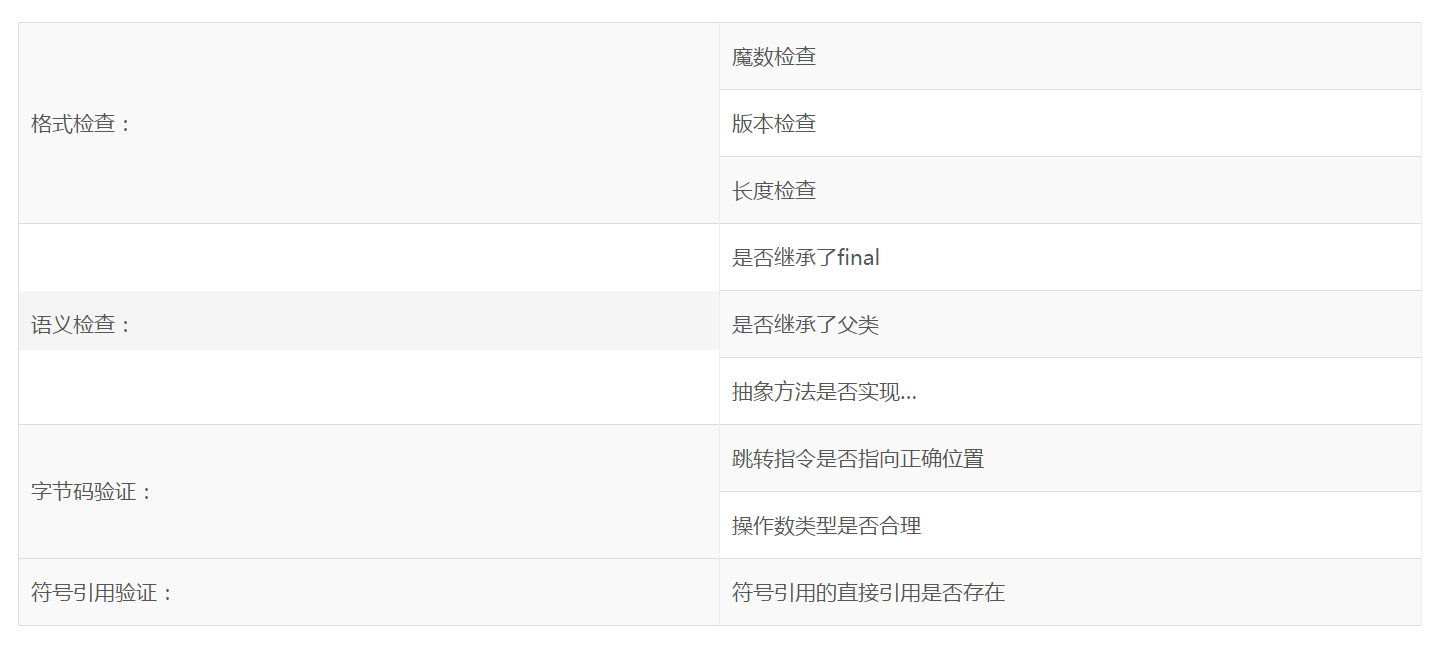 格式检查：
魔数检查
版本检查
长度检查
语义检查：
是否继承了final
是否继承了父类
抽象方法是否实现...
字节码验证：
跳转指令是否指向正确位置
操作数类型是否合理
符号引用验证：
符号引用的直接引用是否存在